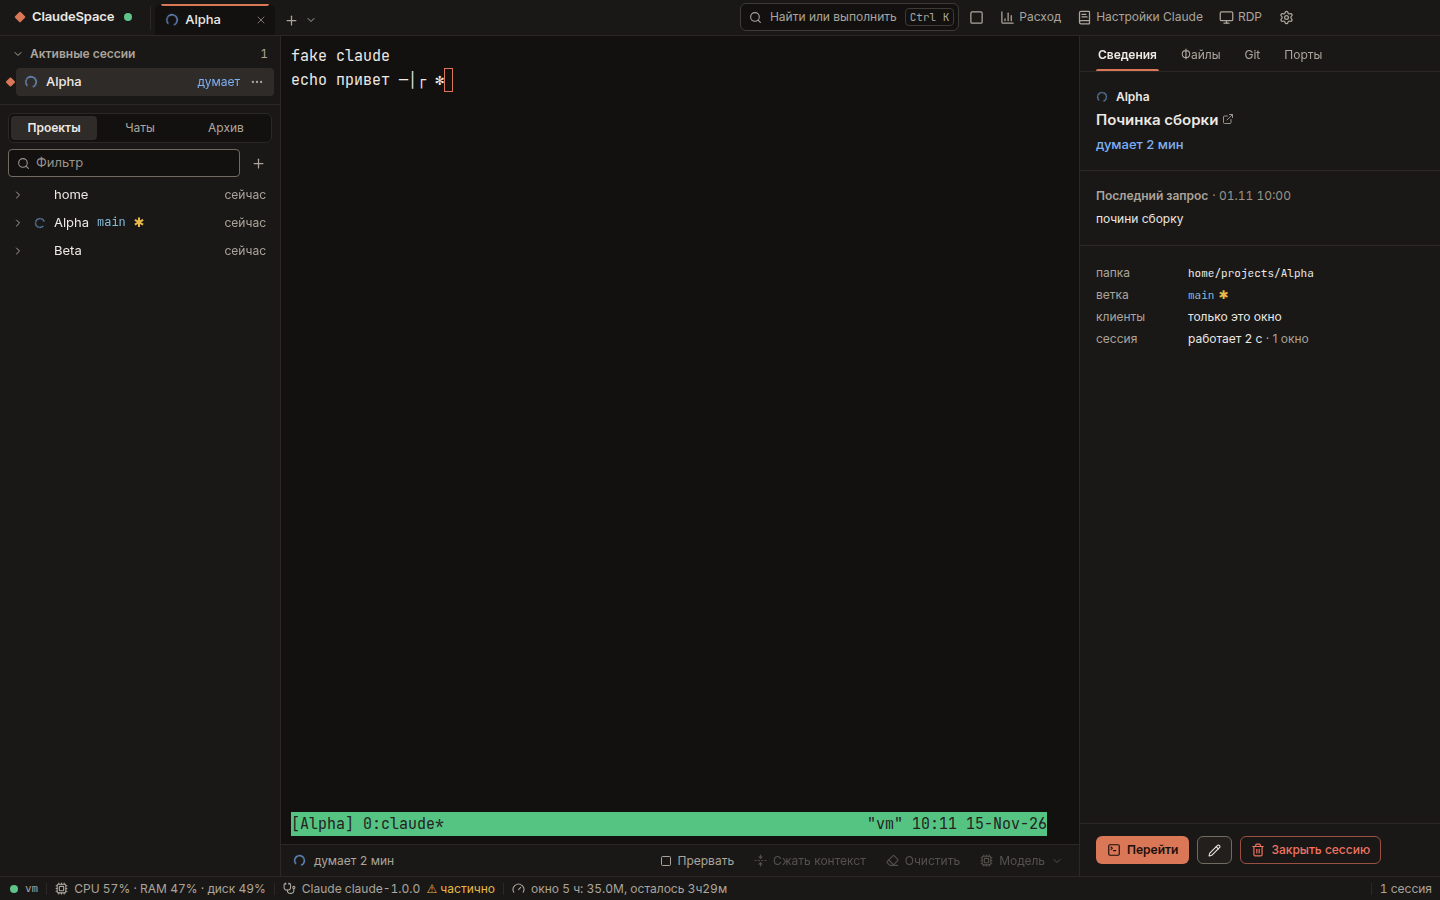 ClaudeSpace
Alpha
Найти или выполнить Ctrl K
Расход
Настройки Claude
RDP
Активные сессии 1
Alpha думает ···
Проекты Чаты Архив
Фильтр
home сейчас
Alpha main ✱ сейчас
Beta сейчас
fake claude
echo привет ─│┌ ✻
[Alpha] 0:claude* "vm" 10:11 15-Nov-26
думает 2 мин
Прервать
Сжать контекст
Очистить
Модель
Сведения Файлы Git Порты
Alpha
Починка сборки
думает 2 мин
Последний запрос · 01.11 10:00
почини сборку
папка home/projects/Alpha
ветка main ✱
клиенты только это окно
сессия работает 2 с · 1 окно
Перейти
Закрыть сессию
vm CPU 57% · RAM 47% · диск 49% Claude claude-1.0.0 ⚠ частично окно 5 ч: 35.0M, осталось 3ч29м 1 сессия